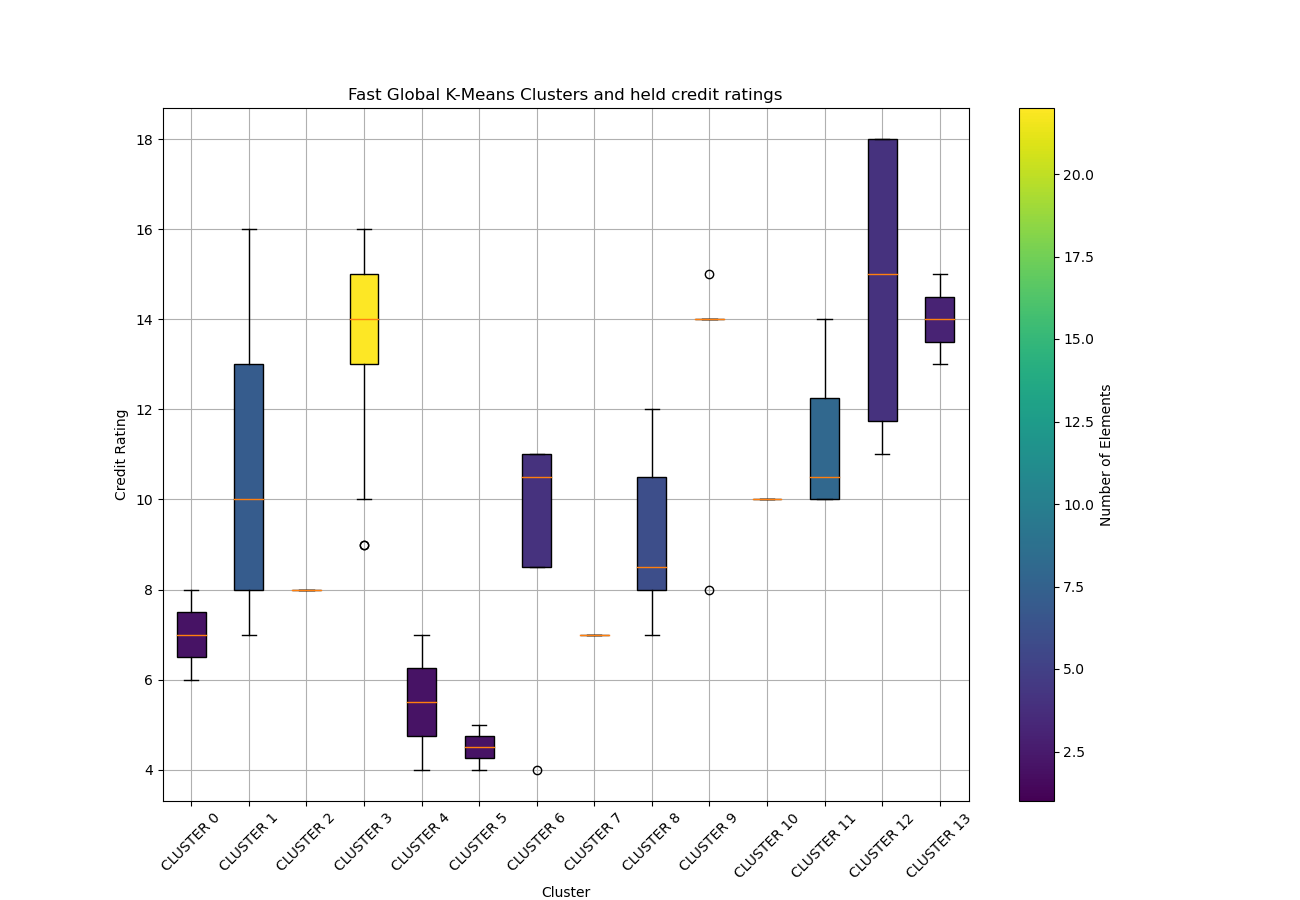 Fast Global K-Means Clusters and held credit ratings
Credit Rating
18
16
14
12
10
8
6
4
CLUSTER 0
CLUSTER 1
CLUSTER 2
CLUSTER 3
CLUSTER 4
CLUSTER 5
CLUSTER 6
CLUSTER 7
CLUSTER 8
CLUSTER 9
CLUSTER 10
CLUSTER 11
CLUSTER 12
CLUSTER 13
Cluster
20.0
17.5
15.0
12.5
10.0
7.5
5.0
2.5
Number of Elements